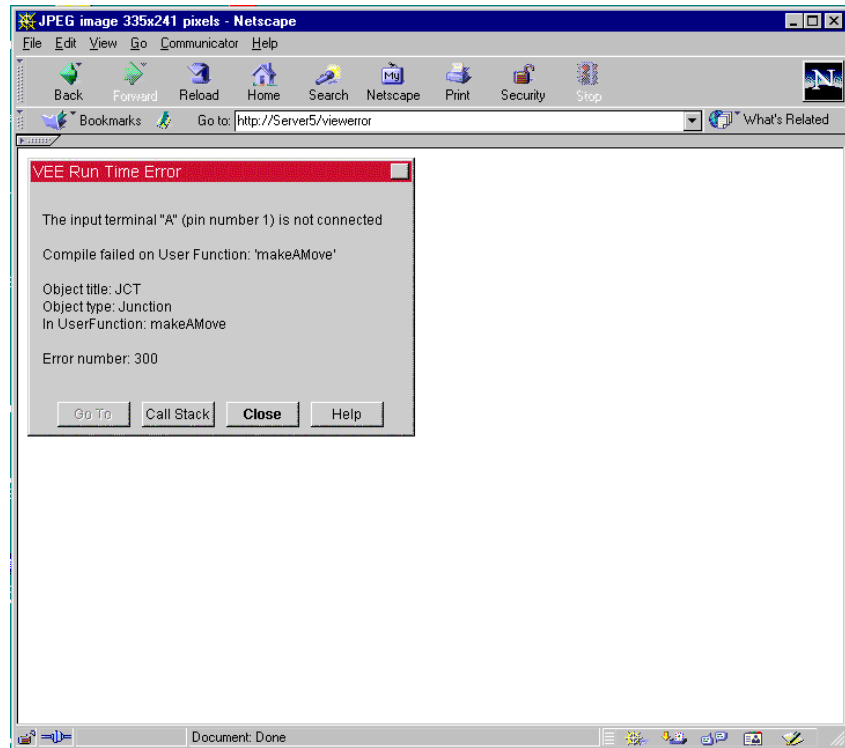 JPEG image 335x241 pixels - Netscape
File Edit View Go Communicator Help
My
N
Back Forward Reload Home Search Netscape Print Security Stop
Bookmarks Go to: http://Server5/viewerror What's Related
VEE Run Time Error
The input terminal "A" (pin number 1) is not connected
Compile failed on User Function: 'makeAMove'
Object title: JCT
Object type: Junction
In UserFunction: makeAMove
Error number: 300
Go To Call Stack Close Help
Document: Done